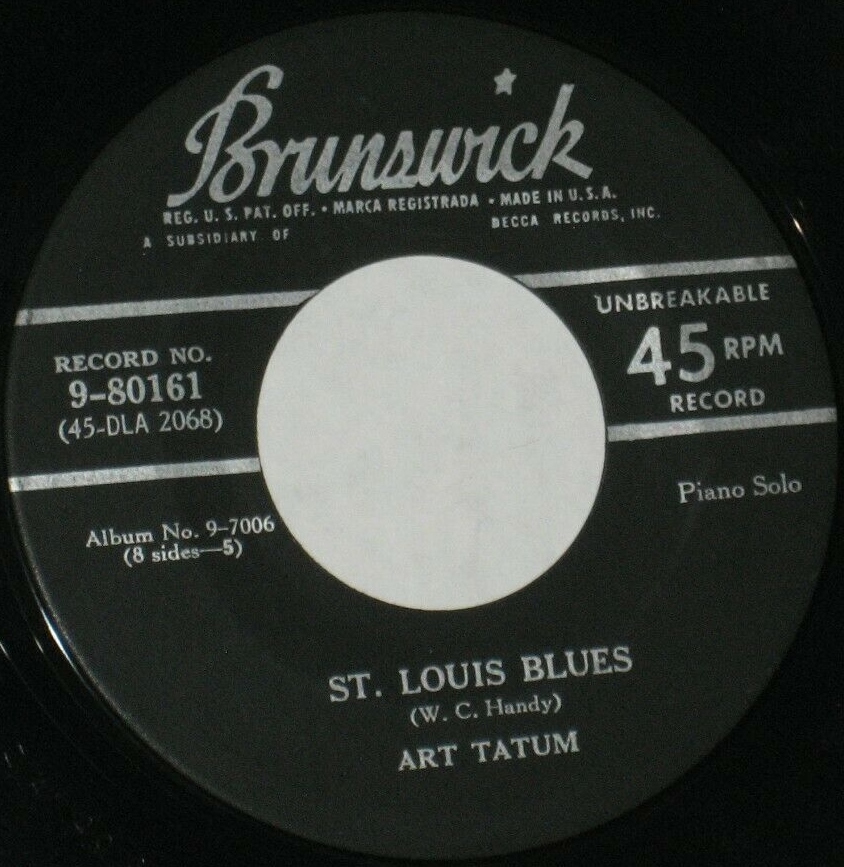 Brunswick
REG. U. S. PAT. OFF. • MARCA REGISTRADA • MADE IN U.S.A.
A SUBSIDIARY OF DECCA RECORDS, INC.
RECORD NO.
9-80161
(45-DLA 2068)
UNBREAKABLE
45 RPM
RECORD
Album No. 9-7006
(8 sides—5)
Piano Solo
ST. LOUIS BLUES
(W. C. Handy)
ART TATUM